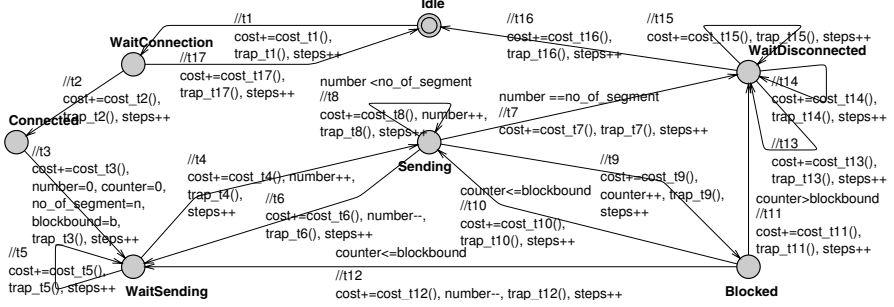 Idle
//t1
cost+=cost_t1(),
trap_t1(), steps++
//t16
cost+=cost_t16(),
trap_t16(), steps++
//t15
cost+=cost_t15(), trap_t15(), steps++
WaitConnection
//t17
cost+=cost_t17(),
trap_t17(), steps++
WaitDisconnected
//t2
cost+=cost_t2(),
trap_t2(), steps++
number <no_of_segment
//t8
cost+=cost_t8(), number++,
trap_t8(), steps++
number ==no_of_segment
//t7
cost+=cost_t7(), trap_t7(), steps++
//t14
cost+=cost_t14(),
trap_t14(), steps++
Connected
//t3
cost+=cost_t3(),
number=0, counter=0,
no_of_segment=n,
blockbound=b,
trap_t3(), steps++
//t4
cost+=cost_t4(), number++,
trap_t4(),
steps++
Sending
//t9
cost+=cost_t9(),
counter++, trap_t9(),
steps++
//t13
cost+=cost_t13(),
trap_t13(), steps++
//t6
cost+=cost_t6(), number--,
trap_t6(), steps++
counter<=blockbound
//t10
cost+=cost_t10(),
trap_t10(), steps++
counter>blockbound
//t11
cost+=cost_t11(),
trap_t11(), steps++
//t5
cost+=cost_t5(),
trap_t5(), steps++
WaitSending
counter<=blockbound
//t12
cost+=cost_t12(), number--, trap_t12(), steps++
Blocked